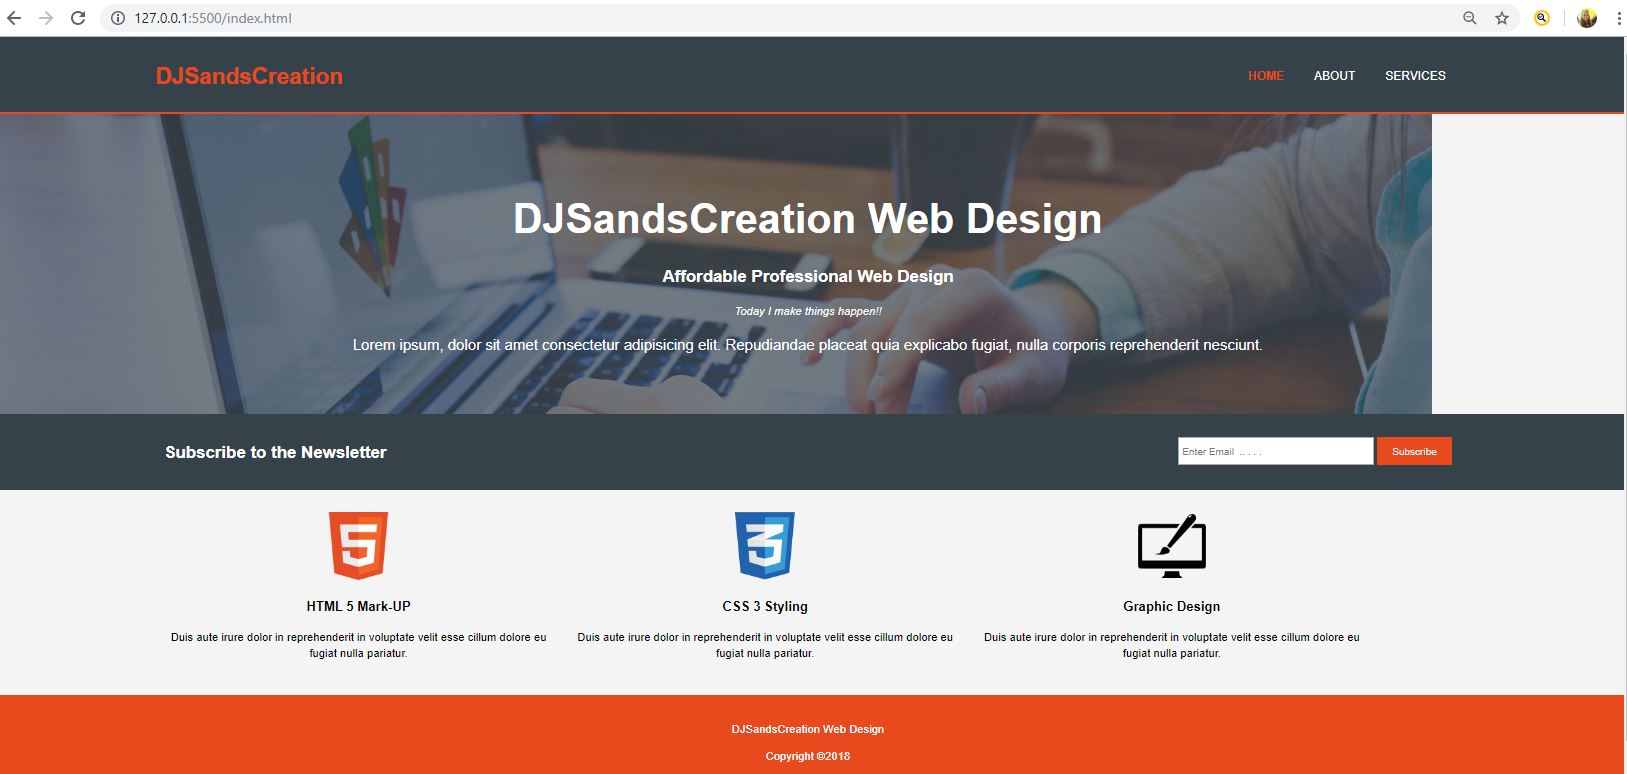 127.0.0.1:5500/index.html
DJSandsCreation
HOME ABOUT SERVICES
DJSandsCreation Web Design
Affordable Professional Web Design
Today I make things happen!!
Lorem ipsum, dolor sit amet consectetur adipisicing elit. Repudiandae placeat quia explicabo fugiat, nulla corporis reprehenderit nesciunt.
Subscribe to the Newsletter
Enter Email .. . . . Subscribe
5
3
HTML 5 Mark-UP
Duis aute irure dolor in reprehenderit in voluptate velit esse cillum dolore eu
fugiat nulla pariatur.
CSS 3 Styling
Duis aute irure dolor in reprehenderit in voluptate velit esse cillum dolore eu
fugiat nulla pariatur.
Graphic Design
Duis aute irure dolor in reprehenderit in voluptate velit esse cillum dolore eu
fugiat nulla pariatur.
DJSandsCreation Web Design
Copyright ©2018